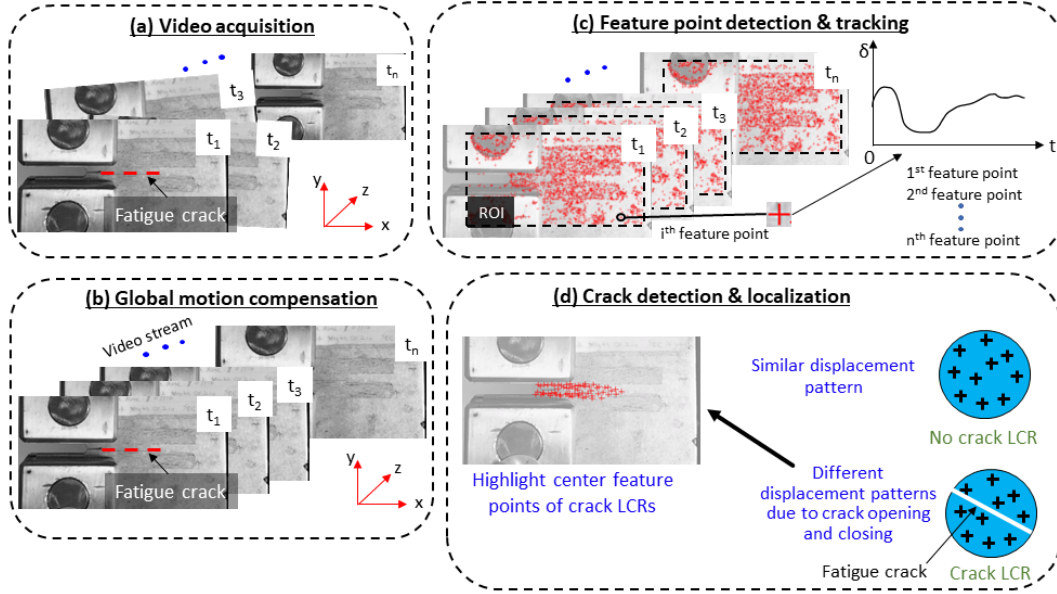 (a) Video acquisition
tn
t3
t1
t2
Fatigue crack
y
z
x
(b) Global motion compensation
Video stream
tn
t3
t2
t1
Fatigue crack
y
z
x
(c) Feature point detection & tracking
tn
t3
t2
t1
ROI
ith feature point
δ
0
t
1st feature point
2nd feature point
nth feature point
(d) Crack detection & localization
Highlight center feature
points of crack LCRs
Similar displacement
pattern
No crack LCR
Different
displacement patterns
due to crack opening
and closing
Fatigue crack
Crack LCR